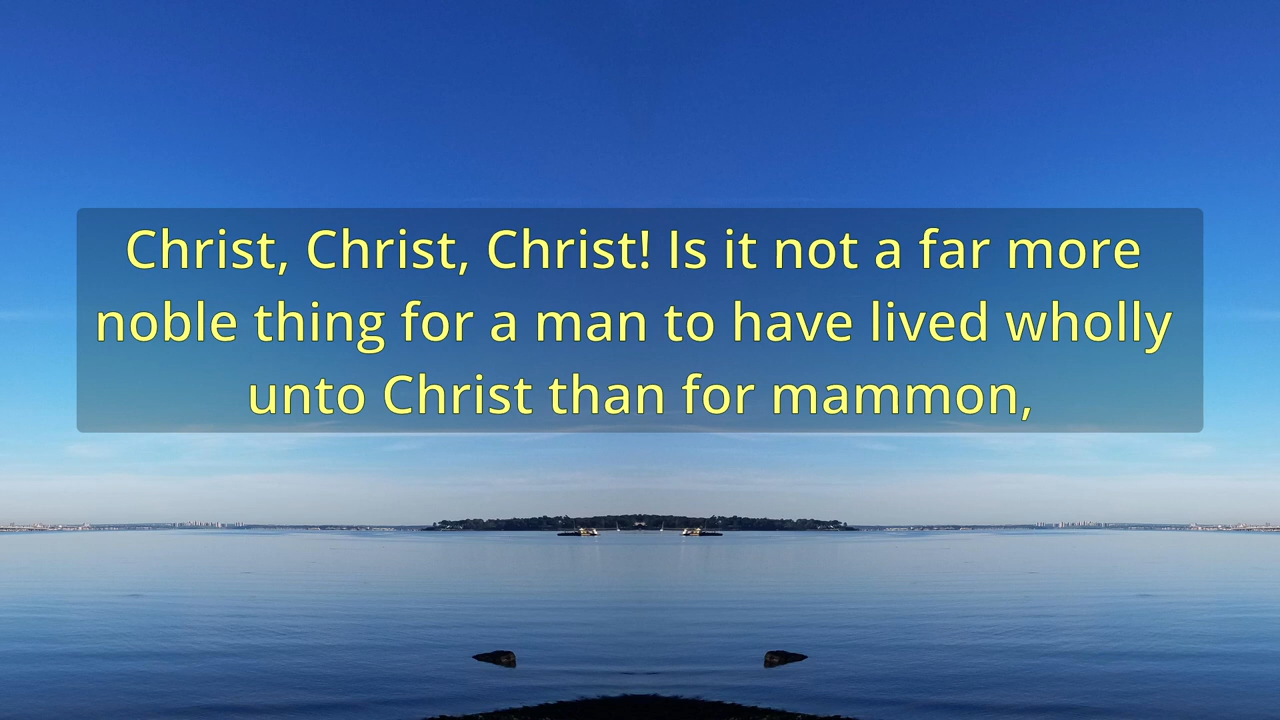 Christ, Christ, Christ! Is it not a far more
noble thing for a man to have lived wholly
unto Christ than for mammon,